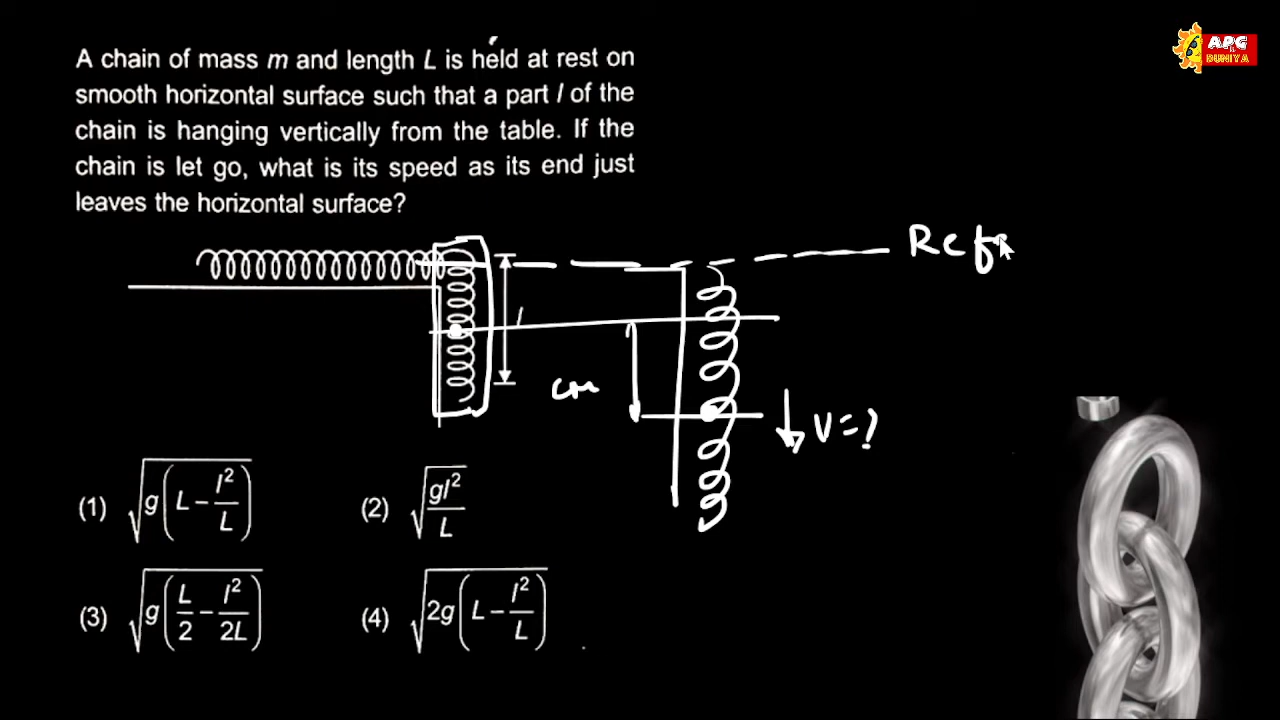 A chain of mass m and length L is held at rest on
smooth horizontal surface such that a part l of the
chain is hanging vertically from the table. If the
chain is let go, what is its speed as its end just
leaves the horizontal surface?
APG
DUNIYA
Ref
l
cm
V=?
(1) √g(L − l²/L)
(2) √gl²/L
(3) √g(L/2 − l²/2L)
(4) √2g(L − l²/L)